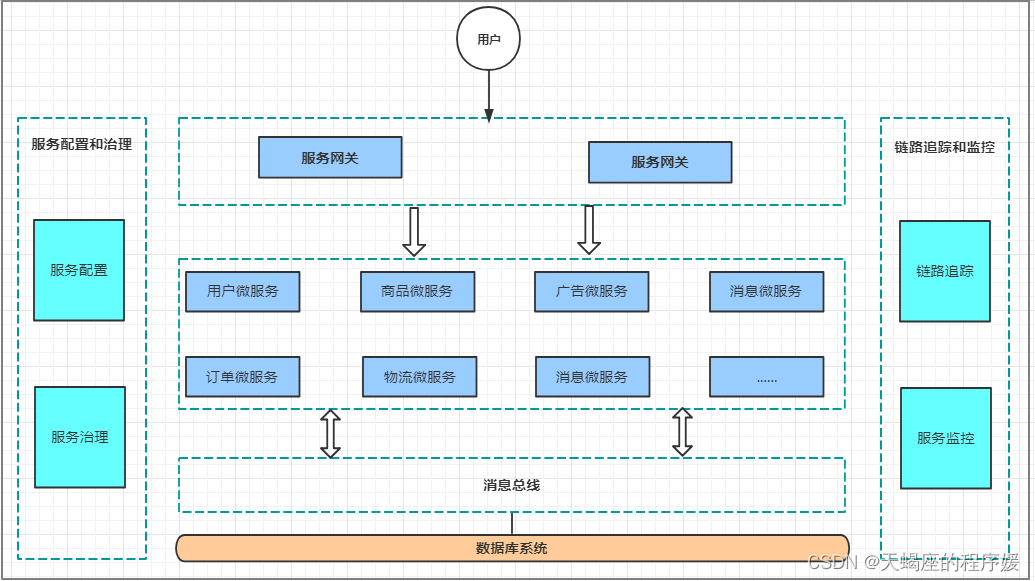 用户
服务配置和治理
服务网关
服务网关
链路追踪和监控
服务配置
用户微服务
商品微服务
广告微服务
消息微服务
链路追踪
订单微服务
物流微服务
消息微服务
......
服务治理
服务监控
消息总线
数据库系统
CSDN @天蝎座的程序媛